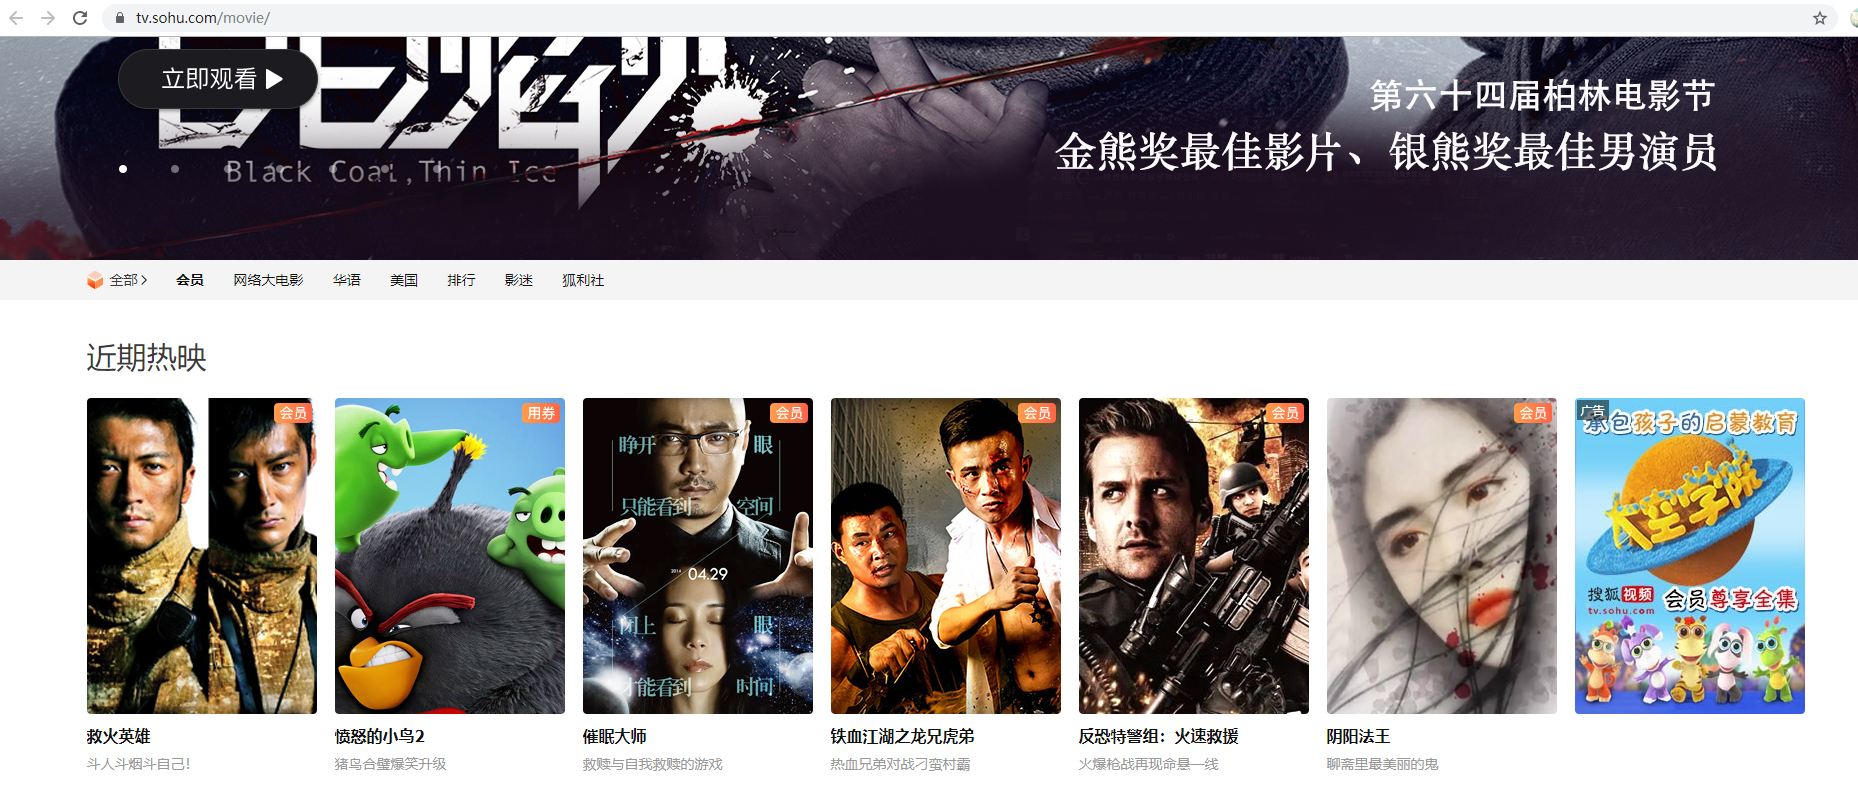 tv.sohu.com/movie/
立即观看
Black Coal,Thin Ice
第六十四届柏林电影节
金熊奖最佳影片、银熊奖最佳男演员
全部
会员
网络大电影
华语
美国
排行
影迷
狐利社
近期热映
会员
用券
睁开 眼
只能看到 空间
2014 04.29
闭上 眼
才能看到 时间
会员
会员
会员
会员
广告
承包孩子的启蒙教育
搜狐视频
tv.sohu.com
会员尊享全集
救火英雄
斗人斗烟斗自己!
愤怒的小鸟2
猪鸟合璧爆笑升级
催眠大师
救赎与自我救赎的游戏
铁血江湖之龙兄虎弟
热血兄弟对战刁蛮村霸
反恐特警组：火速救援
火爆枪战再现命悬一线
阴阳法王
聊斋里最美丽的鬼